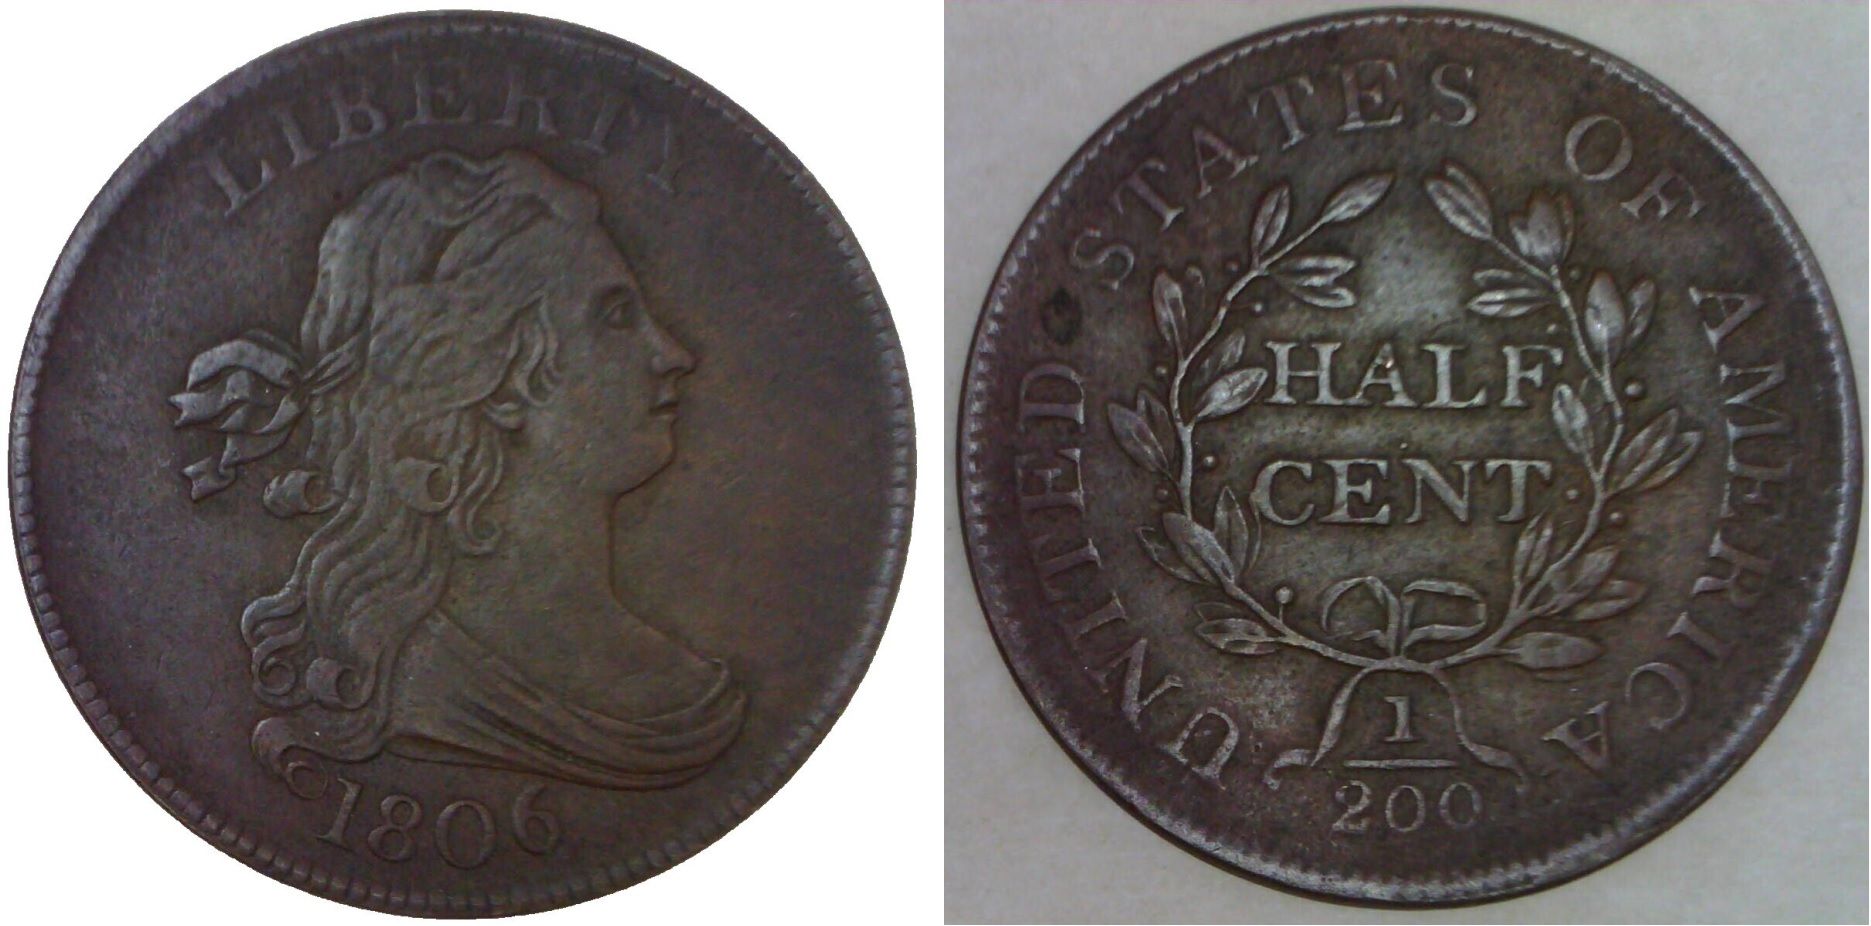 LIBERTY
1806
UNITED STATES OF AMERICA
HALF
CENT
1
200